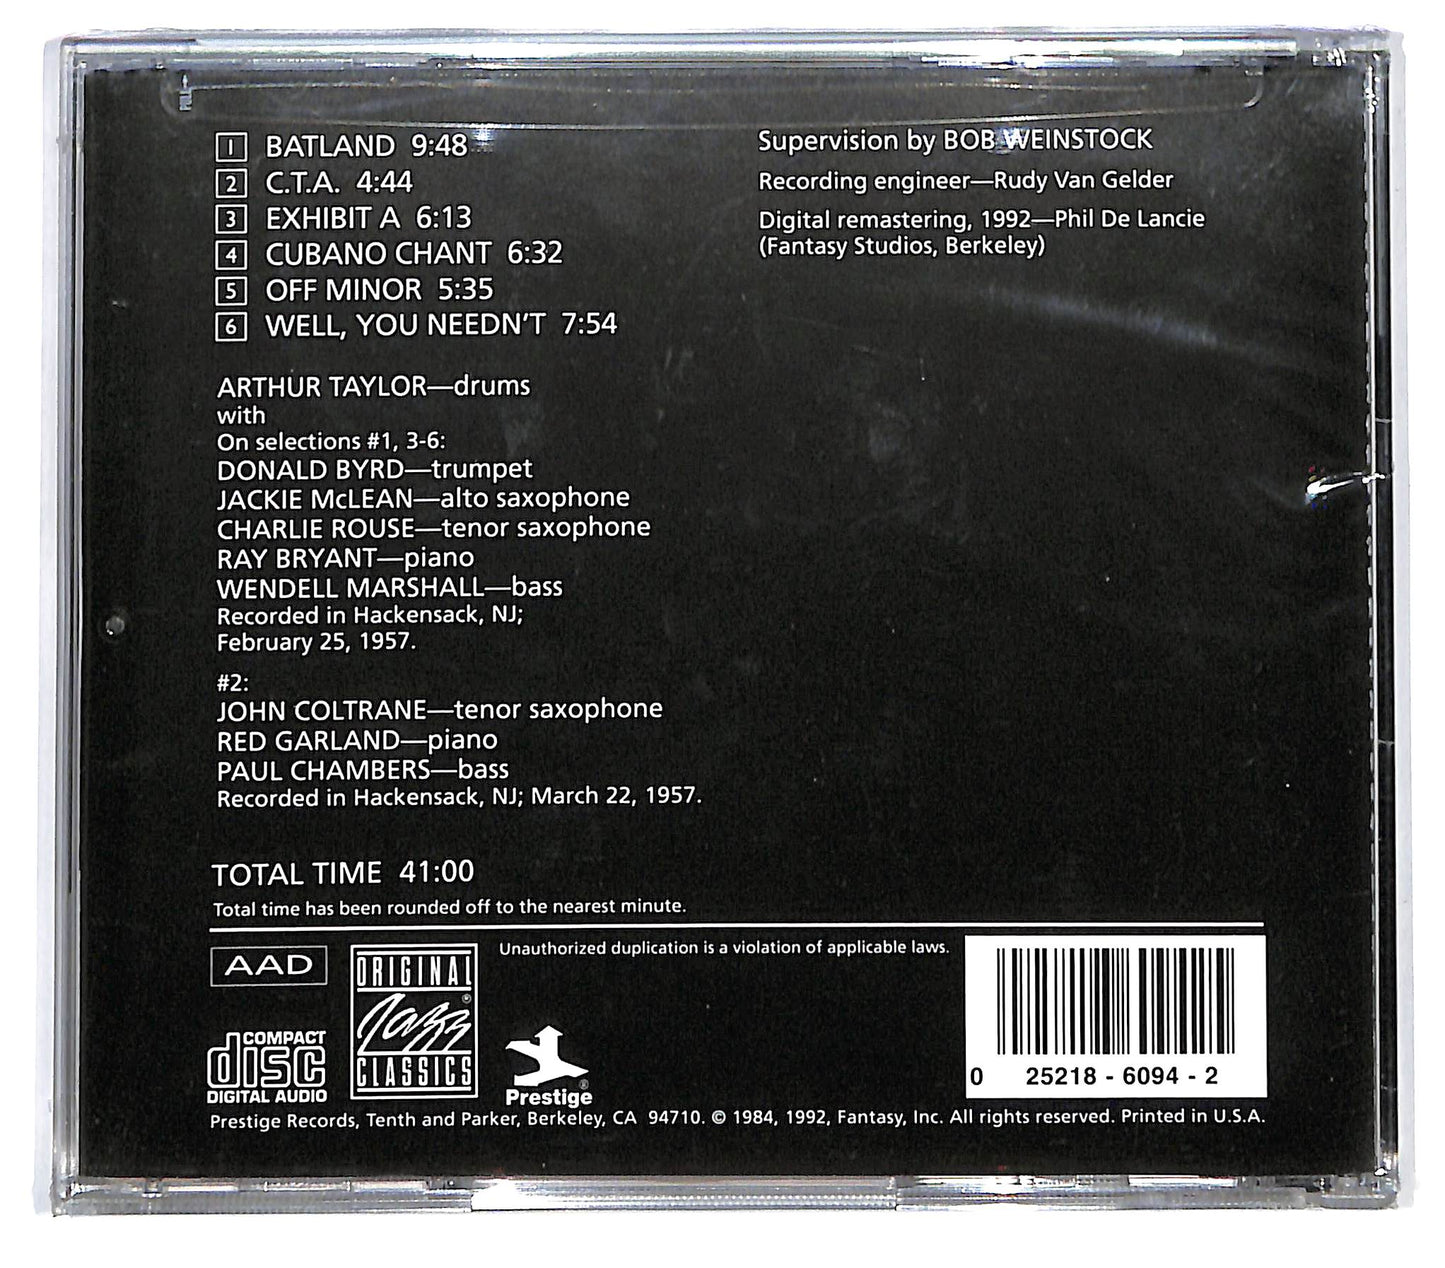 1 BATLAND 9:48
2 C.T.A. 4:44
3 EXHIBIT A 6:13
4 CUBANO CHANT 6:32
5 OFF MINOR 5:35
6 WELL, YOU NEEDN'T 7:54
ARTHUR TAYLOR—drums
with
On selections #1, 3-6:
DONALD BYRD—trumpet
JACKIE McLEAN—alto saxophone
CHARLIE ROUSE—tenor saxophone
RAY BRYANT—piano
WENDELL MARSHALL—bass
Recorded in Hackensack, NJ;
February 25, 1957.
#2:
JOHN COLTRANE—tenor saxophone
RED GARLAND—piano
PAUL CHAMBERS—bass
Recorded in Hackensack, NJ; March 22, 1957.
Supervision by BOB WEINSTOCK
Recording engineer—Rudy Van Gelder
Digital remastering, 1992—Phil De Lancie
(Fantasy Studios, Berkeley)
TOTAL TIME 41:00
Total time has been rounded off to the nearest minute.
AAD
COMPACT
disc
DIGITAL AUDIO
ORIGINAL
Jazz ®
CLASSICS
Unauthorized duplication is a violation of applicable laws.
Prestige ®
0 25218 - 6094 - 2
Prestige Records, Tenth and Parker, Berkeley, CA 94710. © 1984, 1992, Fantasy, Inc. All rights reserved. Printed in U.S.A.